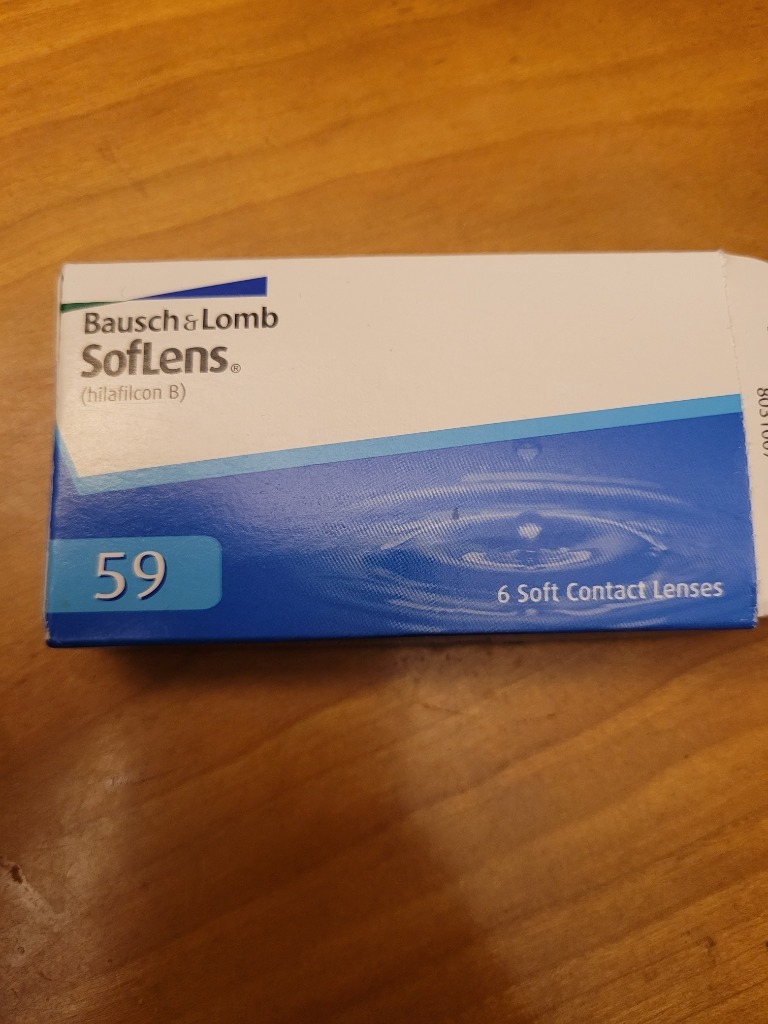 Bausch & Lomb
SofLens®
(hilafilcon B)
59
6 Soft Contact Lenses